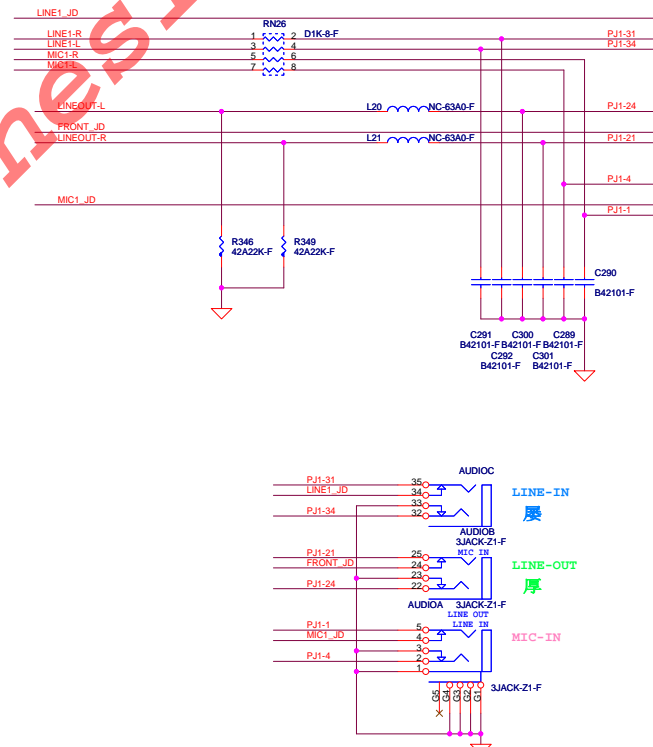 LINE1_JD
RN26
LINE1-R 1 2 D1K-8-F PJ1-31
LINE1-L 3 4 PJ1-34
MIC1-R 5 6
MIC1-L 7 8
LINEOUT-L L20 NC-63A0-F PJ1-24
FRONT_JD
LINEOUT-R L21 NC-63A0-F PJ1-21
PJ1-4
MIC1_JD
PJ1-1
R346 R349
42A22K-F 42A22K-F
C290
B42101-F
C291 C300 C289
B42101-F B42101-F B42101-F
C292 C301
B42101-F B42101-F
AUDIOC
PJ1-31 35
LINE1_JD 34 LINE-IN
33
PJ1-34 32
屡
AUDIOB
3JACK-Z1-F
PJ1-21 25 MIC IN
FRONT_JD 24 LINE-OUT
23
PJ1-24 22
厚
AUDIOA 3JACK-Z1-F
LINE OUT
PJ1-1 5 LINE IN
MIC1_JD 4 MIC-IN
3
PJ1-4 2
1
G5 G4 G3 G2 G1 3JACK-Z1-F